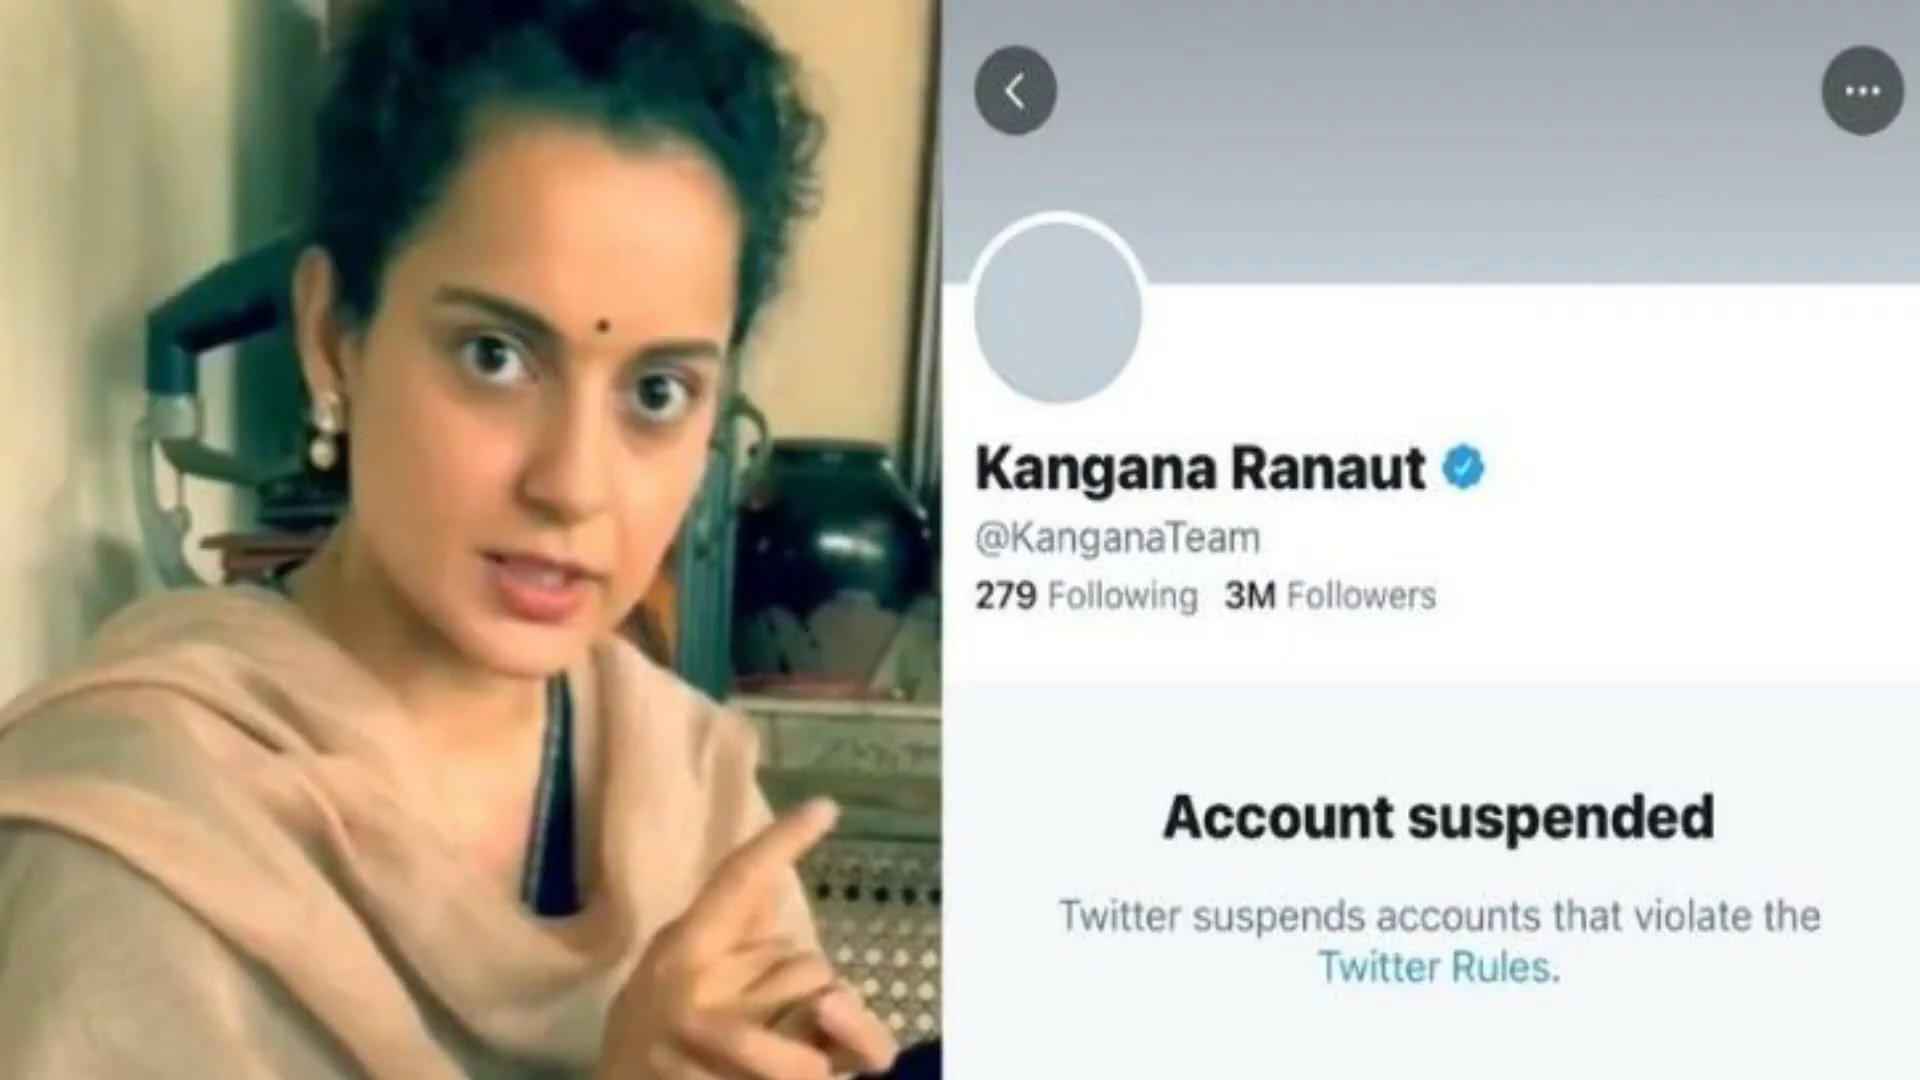 Kangana Ranaut
@KanganaTeam
279 Following 3M Followers
Account suspended
Twitter suspends accounts that violate the
Twitter Rules.